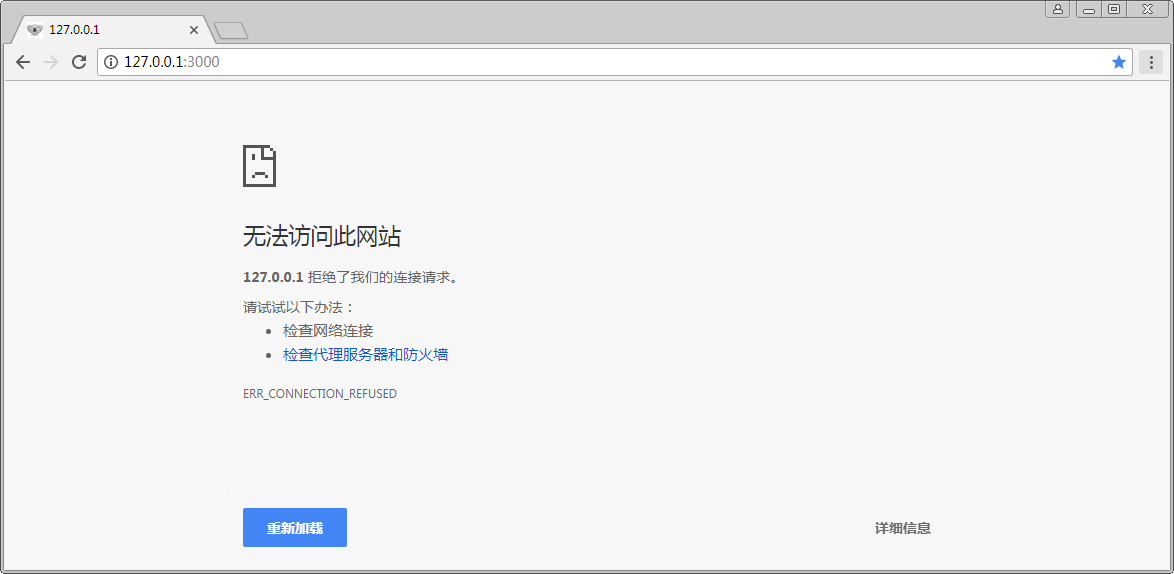 127.0.0.1
127.0.0.1:3000
无法访问此网站
127.0.0.1 拒绝了我们的连接请求。
请试试以下办法：
检查网络连接
检查代理服务器和防火墙
ERR_CONNECTION_REFUSED
重新加载
详细信息